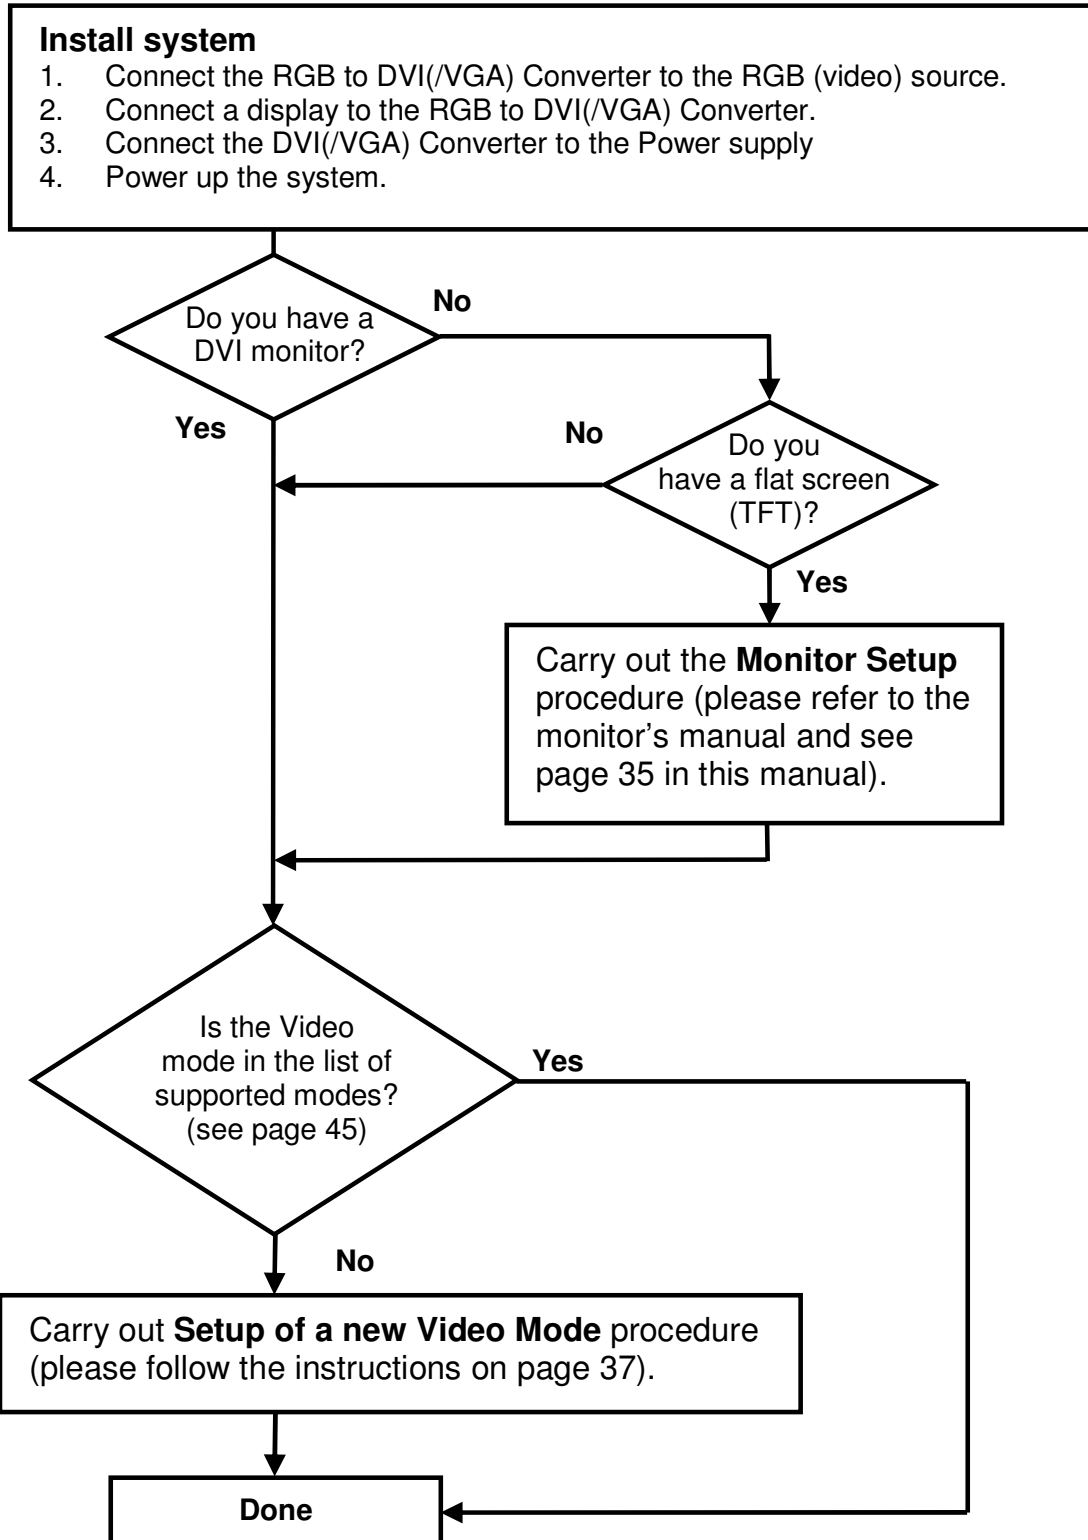 Install system
1. Connect the RGB to DVI(/VGA) Converter to the RGB (video) source.
2. Connect a display to the RGB to DVI(/VGA) Converter.
3. Connect the DVI(/VGA) Converter to the Power supply
4. Power up the system.
Do you have a
DVI monitor?
No
Yes
No
Do you
have a flat screen
(TFT)?
Yes
Carry out the Monitor Setup
procedure (please refer to the
monitor's manual and see
page 35 in this manual).
Is the Video
mode in the list of
supported modes?
(see page 45)
Yes
No
Carry out Setup of a new Video Mode procedure
(please follow the instructions on page 37).
Done